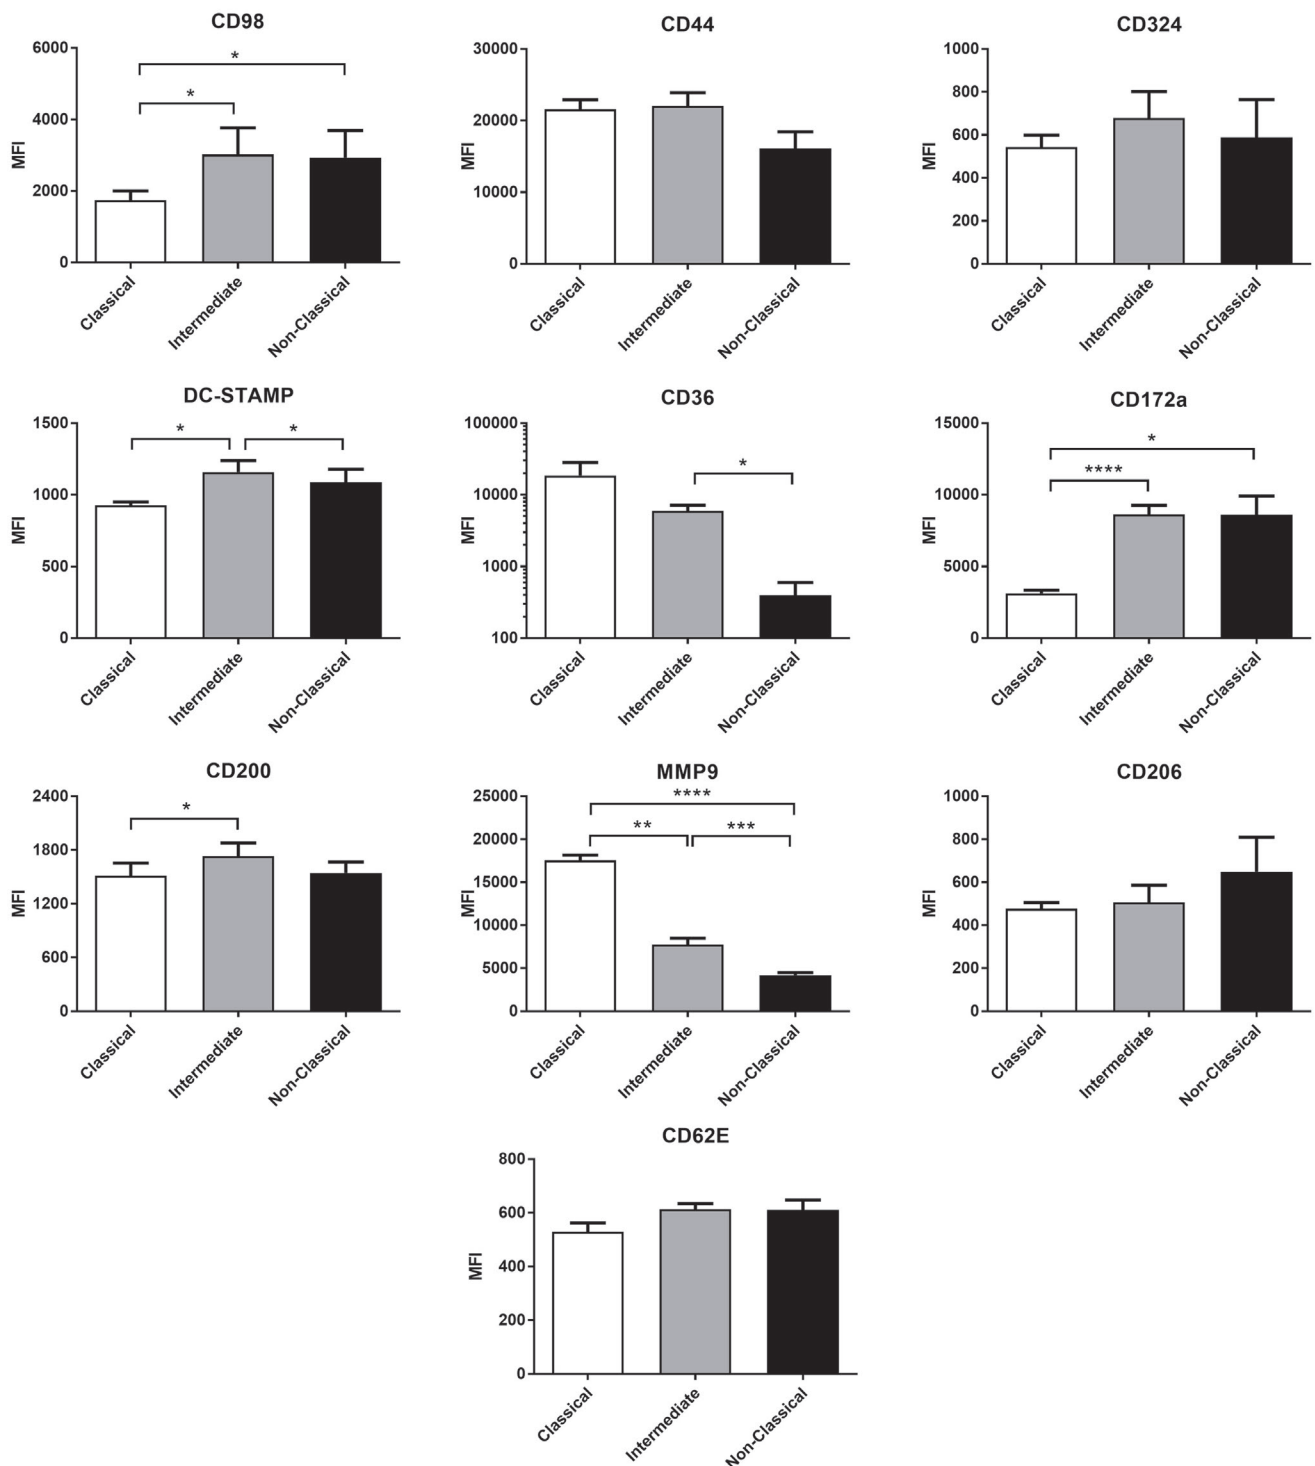 CD98
6000
4000
2000
0
MFI
*
*
Classical
Intermediate
Non-Classical
CD44
30000
20000
10000
0
MFI
Classical
Intermediate
Non-Classical
CD324
1000
800
600
400
200
0
MFI
Classical
Intermediate
Non-Classical
DC-STAMP
1500
1000
500
0
MFI
*
*
Classical
Intermediate
Non-Classical
CD36
100000
10000
1000
100
MFI
*
Classical
Intermediate
Non-Classical
CD172a
15000
10000
5000
0
MFI
*
****
Classical
Intermediate
Non-Classical
CD200
2400
1800
1200
600
0
MFI
*
Classical
Intermediate
Non-Classical
MMP9
25000
20000
15000
10000
5000
0
MFI
****
**
***
Classical
Intermediate
Non-Classical
CD206
1000
800
600
400
200
0
MFI
Classical
Intermediate
Non-Classical
CD62E
800
600
400
200
0
MFI
Classical
Intermediate
Non-Classical